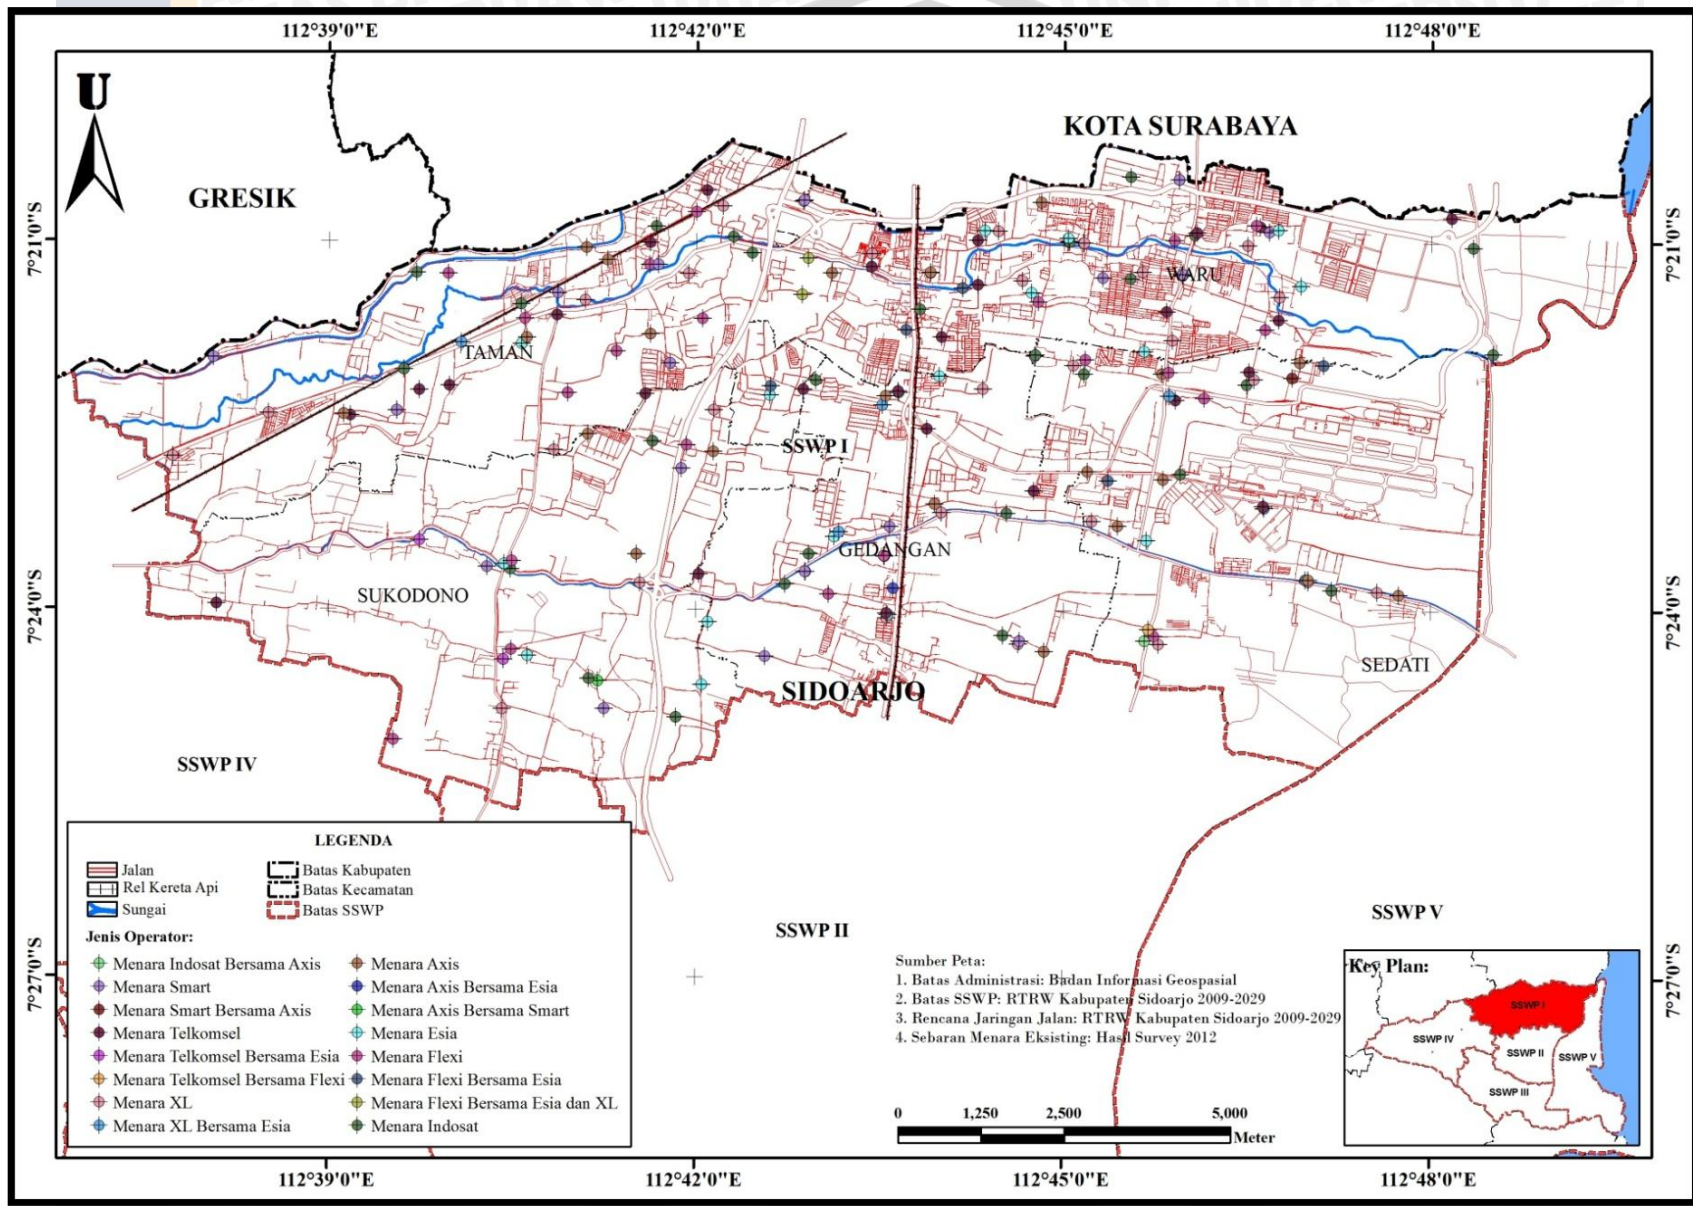 112°39'0"E 112°42'0"E 112°45'0"E 112°48'0"E
U
KOTA SURABAYA
GRESIK
7°21'0"S 7°21'0"S
WARU
TAMAN
SSWP I
GEDANGAN
SUKODONO
7°24'0"S 7°24'0"S
SEDATI
SIDOARJO
SSWP IV
SSWP II
SSWP V
7°27'0"S 7°27'0"S
LEGENDA
Jalan
Rel Kereta Api
Sungai
Batas Kabupaten
Batas Kecamatan
Batas SSWP
Jenis Operator:
Menara Indosat Bersama Axis
Menara Smart
Menara Smart Bersama Axis
Menara Telkomsel
Menara Telkomsel Bersama Esia
Menara Telkomsel Bersama Flexi
Menara XL
Menara XL Bersama Esia
Menara Axis
Menara Axis Bersama Esia
Menara Axis Bersama Smart
Menara Esia
Menara Flexi
Menara Flexi Bersama Esia
Menara Flexi Bersama Esia dan XL
Menara Indosat
Sumber Peta:
1. Batas Administrasi: Badan Informasi Geospasial
2. Batas SSWP: RTRW Kabupaten Sidoarjo 2009-2029
3. Rencana Jaringan Jalan: RTRW Kabupaten Sidoarjo 2009-2029
4. Sebaran Menara Eksisting: Hasil Survey 2012
0 1,250 2,500 5,000
Meter
Key Plan:
SSWP I
SSWP IV
SSWP II
SSWP V
SSWP III
112°39'0"E 112°42'0"E 112°45'0"E 112°48'0"E